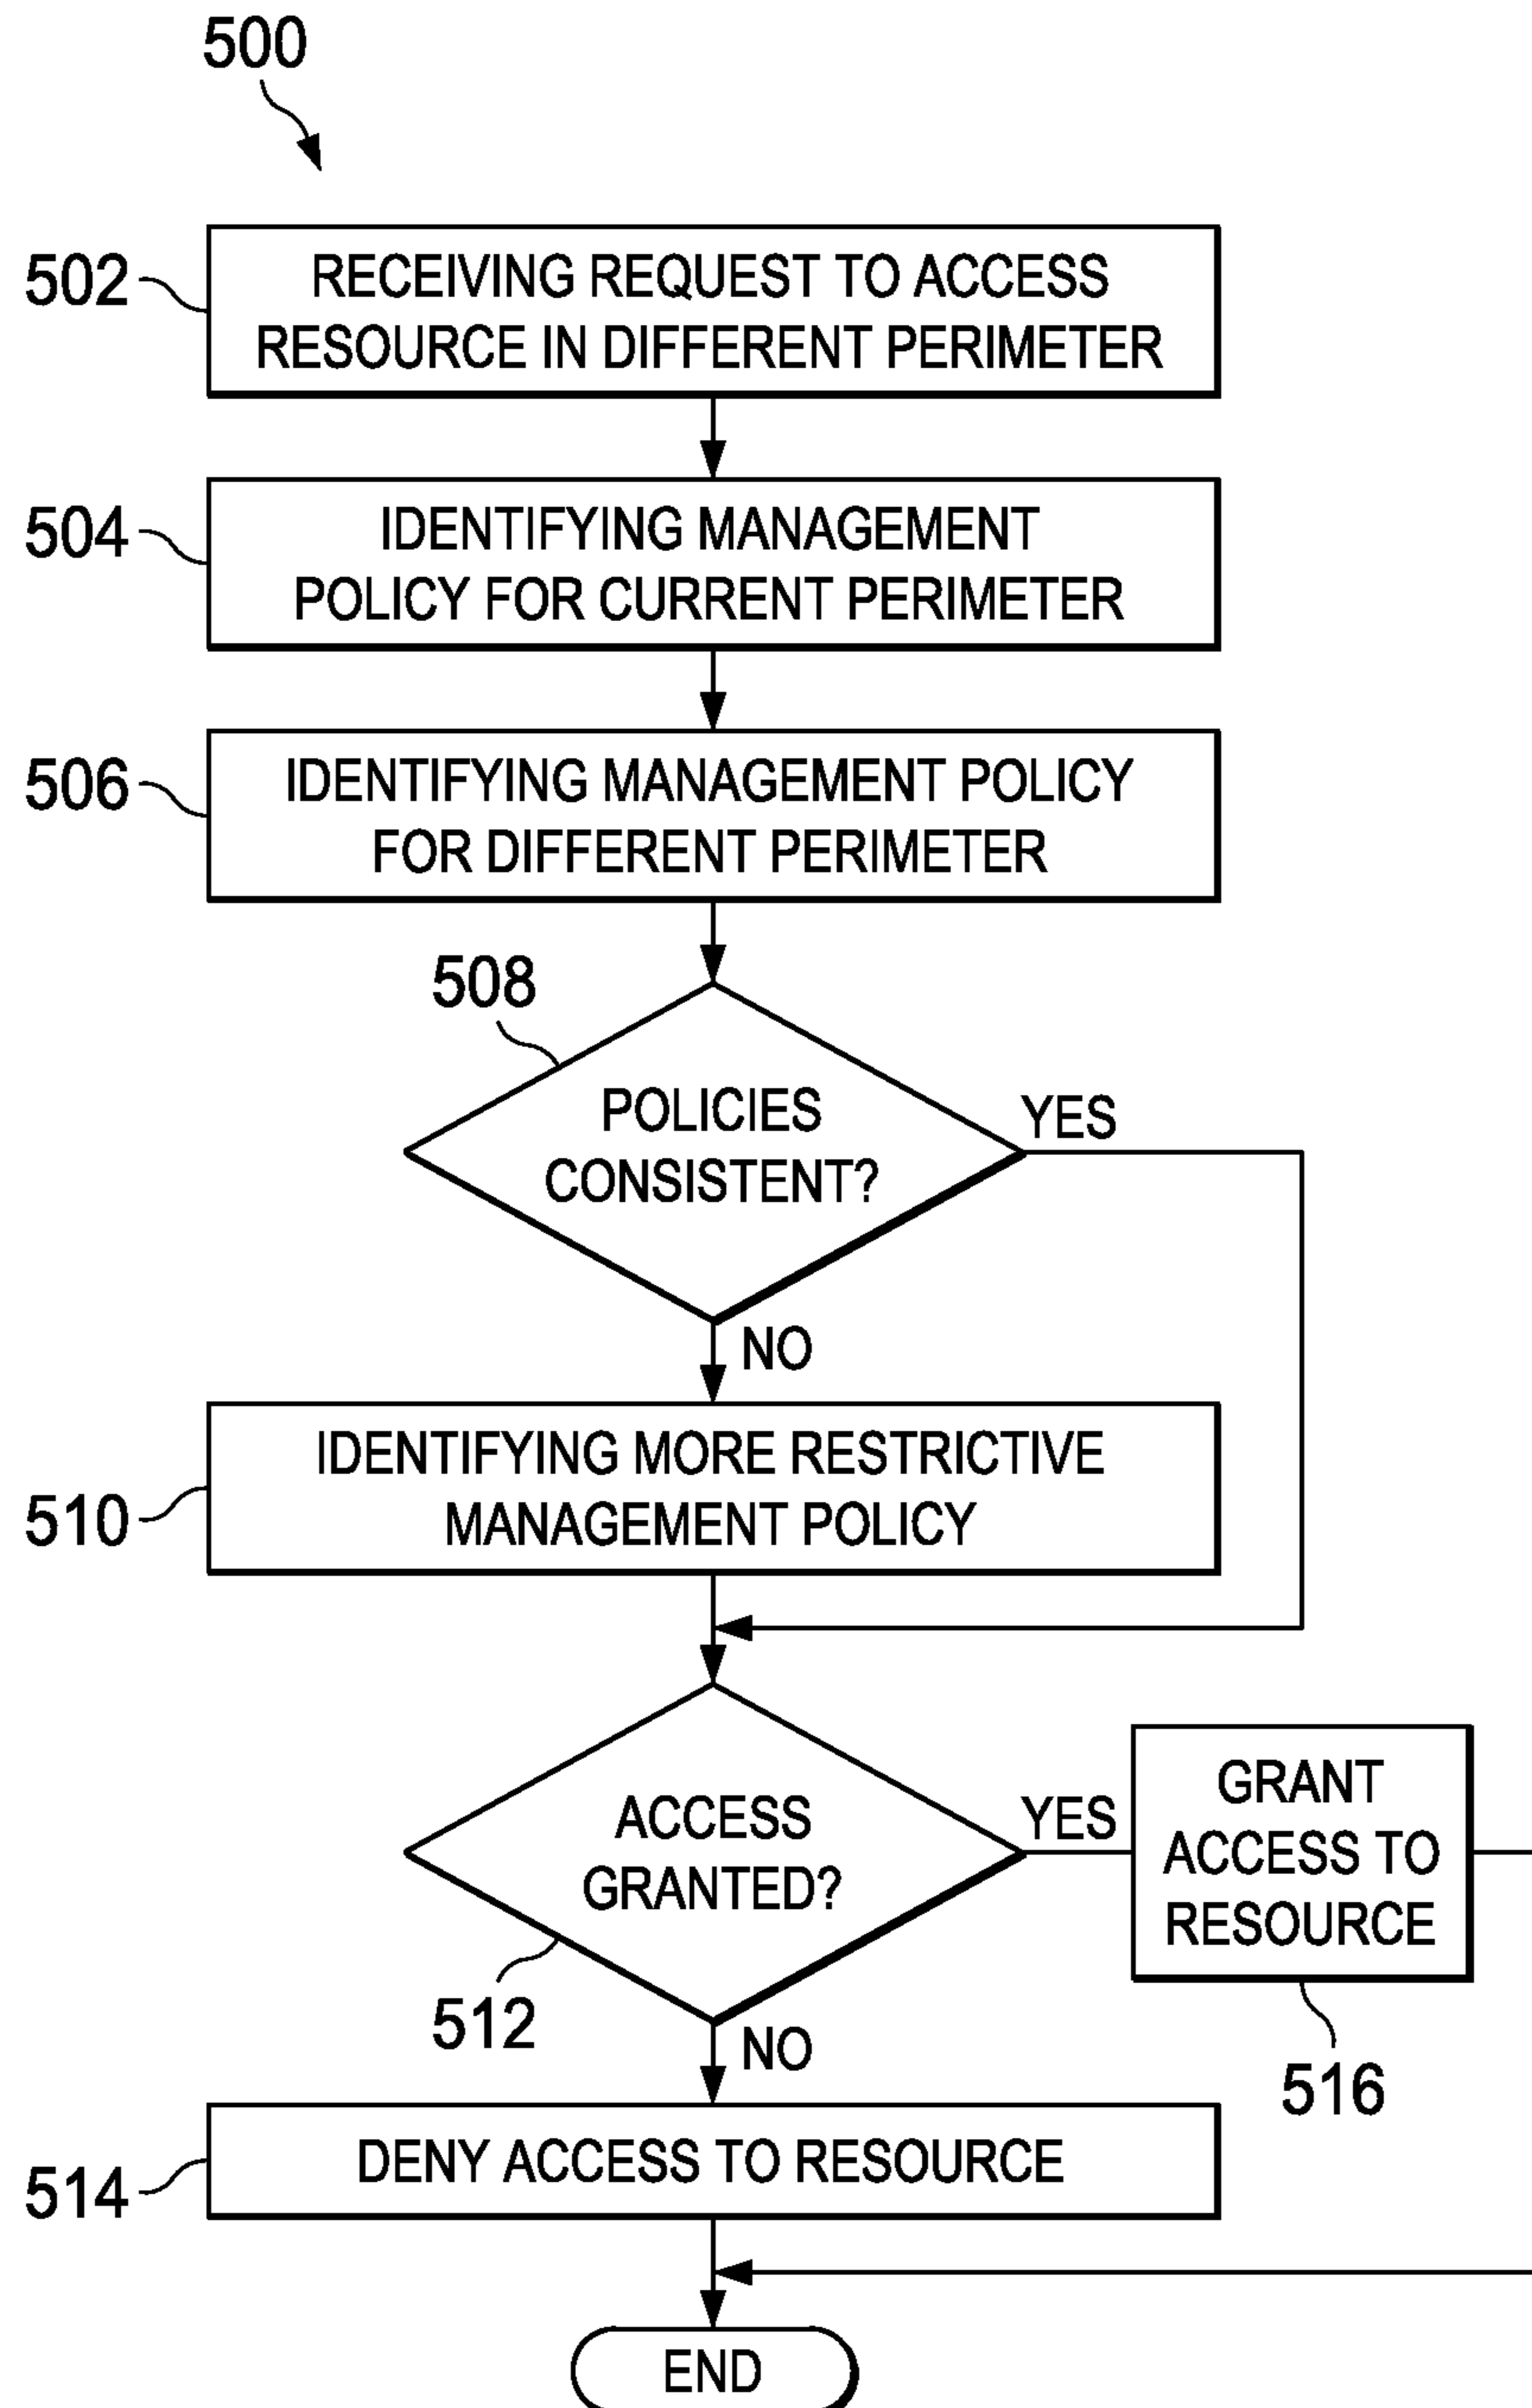 500
502
RECEIVING REQUEST TO ACCESS
RESOURCE IN DIFFERENT PERIMETER
504
IDENTIFYING MANAGEMENT
POLICY FOR CURRENT PERIMETER
506
IDENTIFYING MANAGEMENT POLICY
FOR DIFFERENT PERIMETER
508
POLICIES
CONSISTENT?
YES
NO
510
IDENTIFYING MORE RESTRICTIVE
MANAGEMENT POLICY
ACCESS
GRANTED?
YES
GRANT
ACCESS TO
RESOURCE
512
NO
516
514
DENY ACCESS TO RESOURCE
END